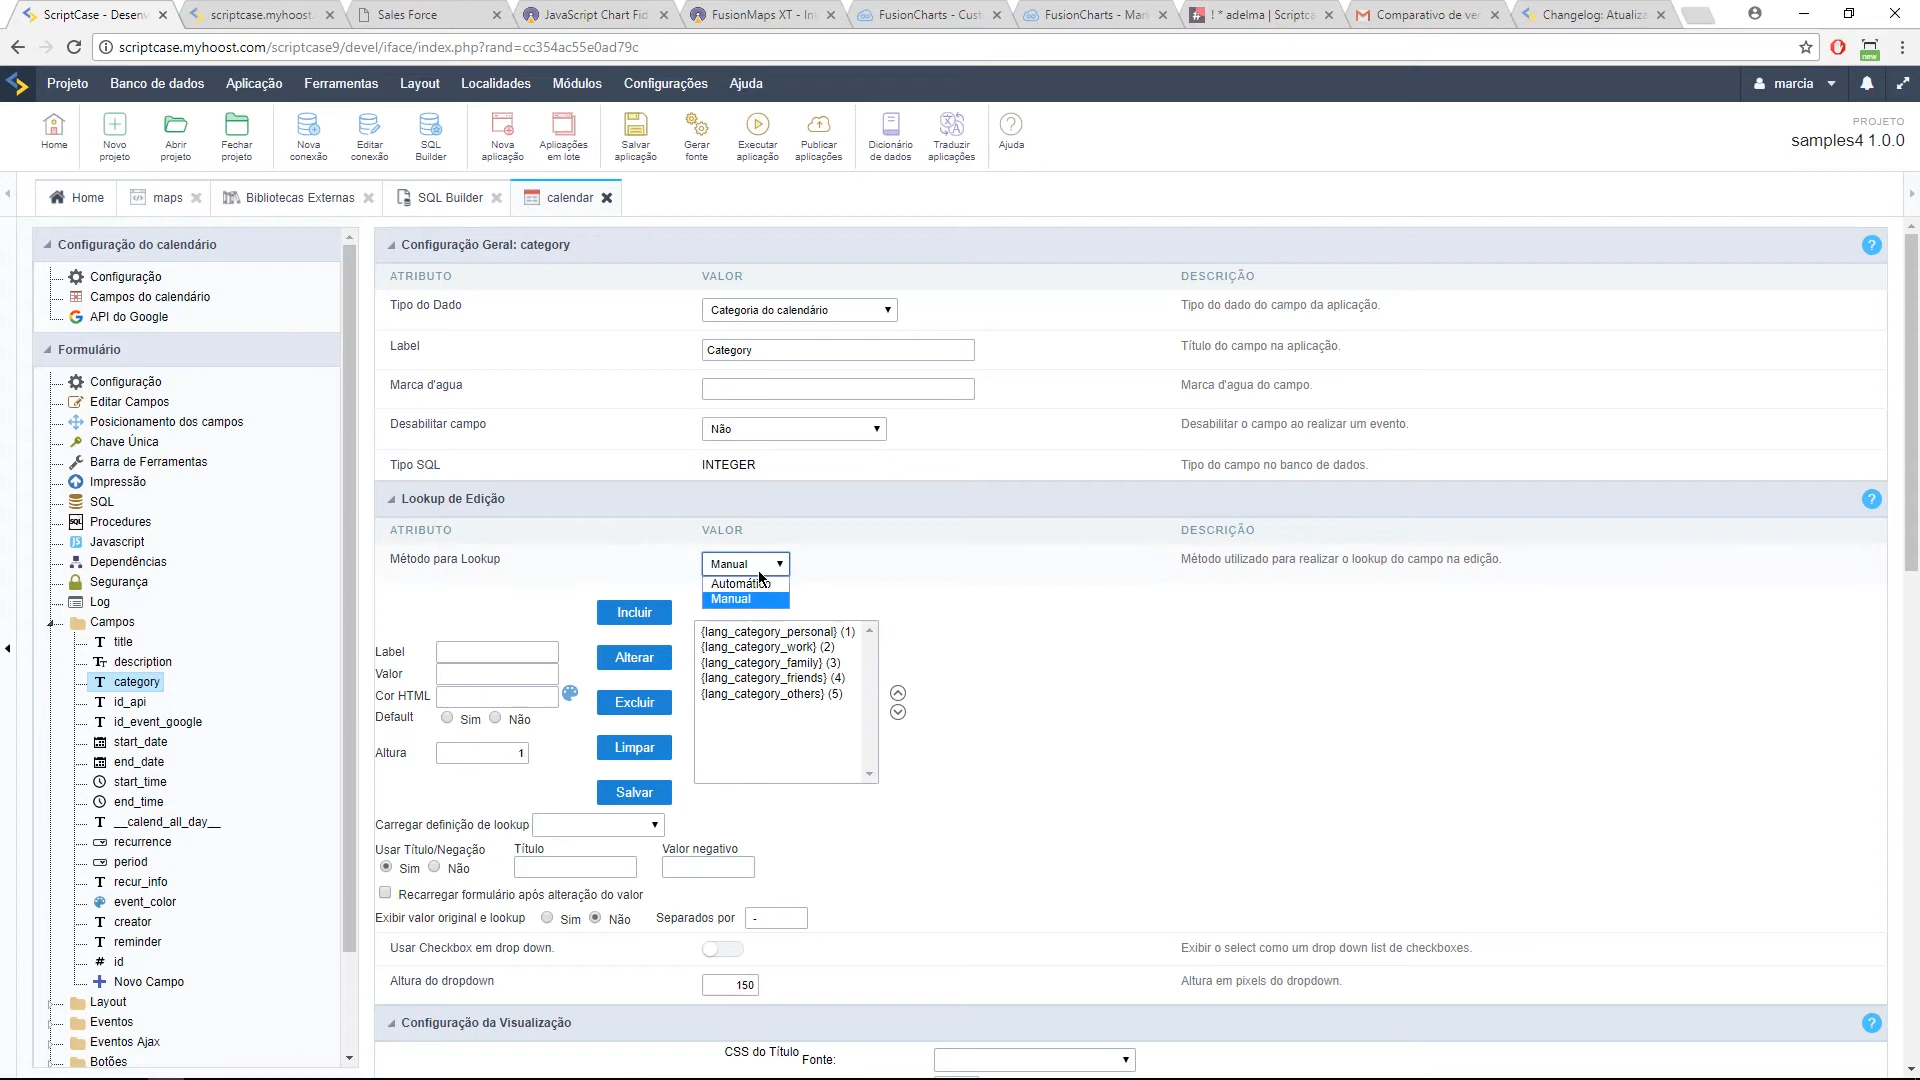 ScriptCase - Desenv
scriptcase.myhoost.
Sales Force
JavaScript Chart Fid
FusionMaps XT - In
FusionCharts - Cust
FusionCharts - Mar
! * adelma | Scriptca
Comparativo de ver
Changelog: Atualiza
scriptcase.myhoost.com/scriptcase9/devel/iface/index.php?rand=cc354ac55e0ad79c
new
Projeto
Banco de dados
Aplicação
Ferramentas
Layout
Localidades
Módulos
Configurações
Ajuda
marcia
Home
Novo
projeto
Abrir
projeto
Fechar
projeto
Nova
conexão
Editar
conexão
SQL
Builder
Nova
aplicação
Aplicações
em lote
Salvar
aplicação
Gerar
fonte
Executar
aplicação
Publicar
aplicações
Dicionário
de dados
Traduzir
aplicações
Ajuda
PROJETO
samples4 1.0.0
Home
maps
Bibliotecas Externas
SQL Builder
calendar
Configuração do calendário
Configuração
Campos do calendário
API do Google
Formulário
Configuração
Editar Campos
Posicionamento dos campos
Chave Única
Barra de Ferramentas
Impressão
SQL
Procedures
Javascript
Dependências
Segurança
Log
Campos
title
description
category
id_api
id_event_google
start_date
end_date
start_time
end_time
__calend_all_day__
recurrence
period
recur_info
event_color
creator
reminder
id
Novo Campo
Layout
Eventos
Eventos Ajax
Botões
Configuração Geral: category
ATRIBUTO VALOR DESCRIÇÃO
Tipo do Dado Categoria do calendário Tipo do dado do campo da aplicação.
Label Category Título do campo na aplicação.
Marca d'agua Marca d'agua do campo.
Desabilitar campo Não Desabilitar o campo ao realizar um evento.
Tipo SQL INTEGER Tipo do campo no banco de dados.
Lookup de Edição
ATRIBUTO VALOR DESCRIÇÃO
Método para Lookup Manual Método utilizado para realizar o lookup do campo na edição.
Automático
Manual
Label
Valor
Cor HTML
Default Sim Não
Altura 1
Incluir
Alterar
Excluir
Limpar
Salvar
{lang_category_personal} (1)
{lang_category_work} (2)
{lang_category_family} (3)
{lang_category_friends} (4)
{lang_category_others} (5)
Carregar definição de lookup
Usar Título/Negação Título Valor negativo
Sim Não
Recarregar formulário após alteração do valor
Exibir valor original e lookup Sim Não Separados por -
Usar Checkbox em drop down. Exibir o select como um drop down list de checkboxes.
Altura do dropdown 150 Altura em pixels do dropdown.
Configuração da Visualização
CSS do Título Fonte: